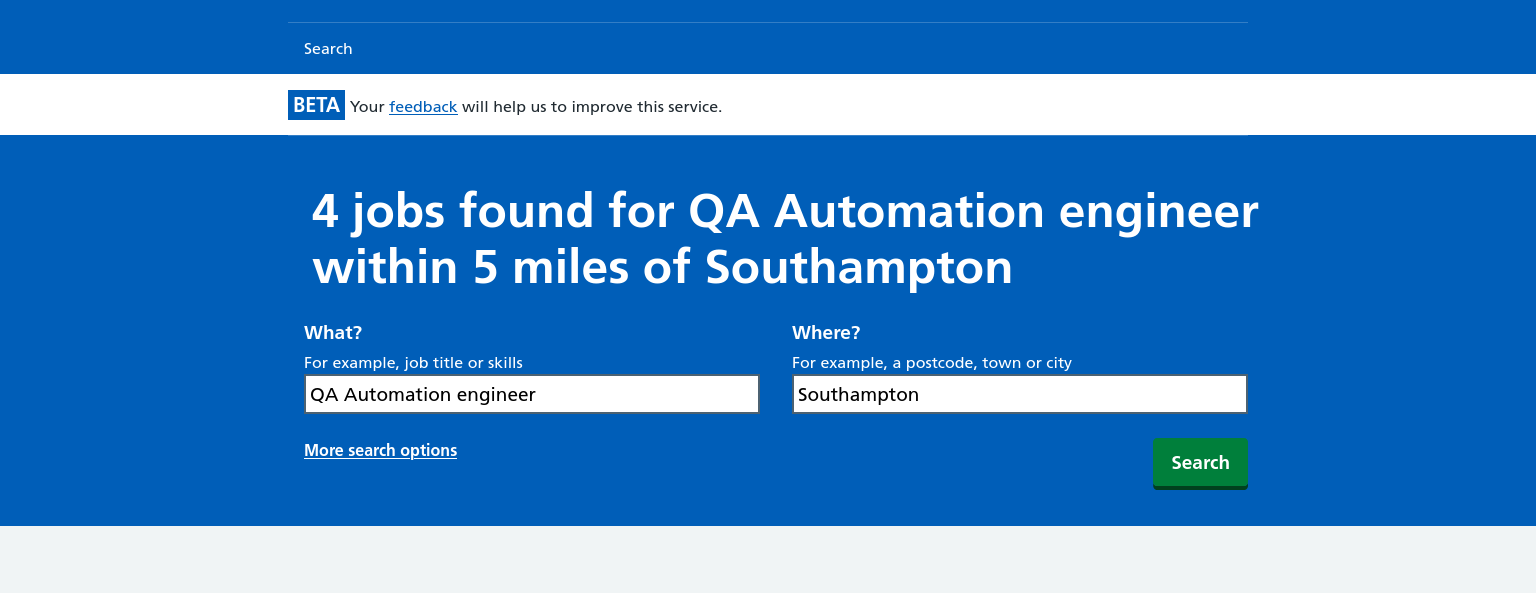 Search
BETA Your feedback will help us to improve this service.
4 jobs found for QA Automation engineer
within 5 miles of Southampton
What?
For example, job title or skills
QA Automation engineer
Where?
For example, a postcode, town or city
Southampton
More search options
Search